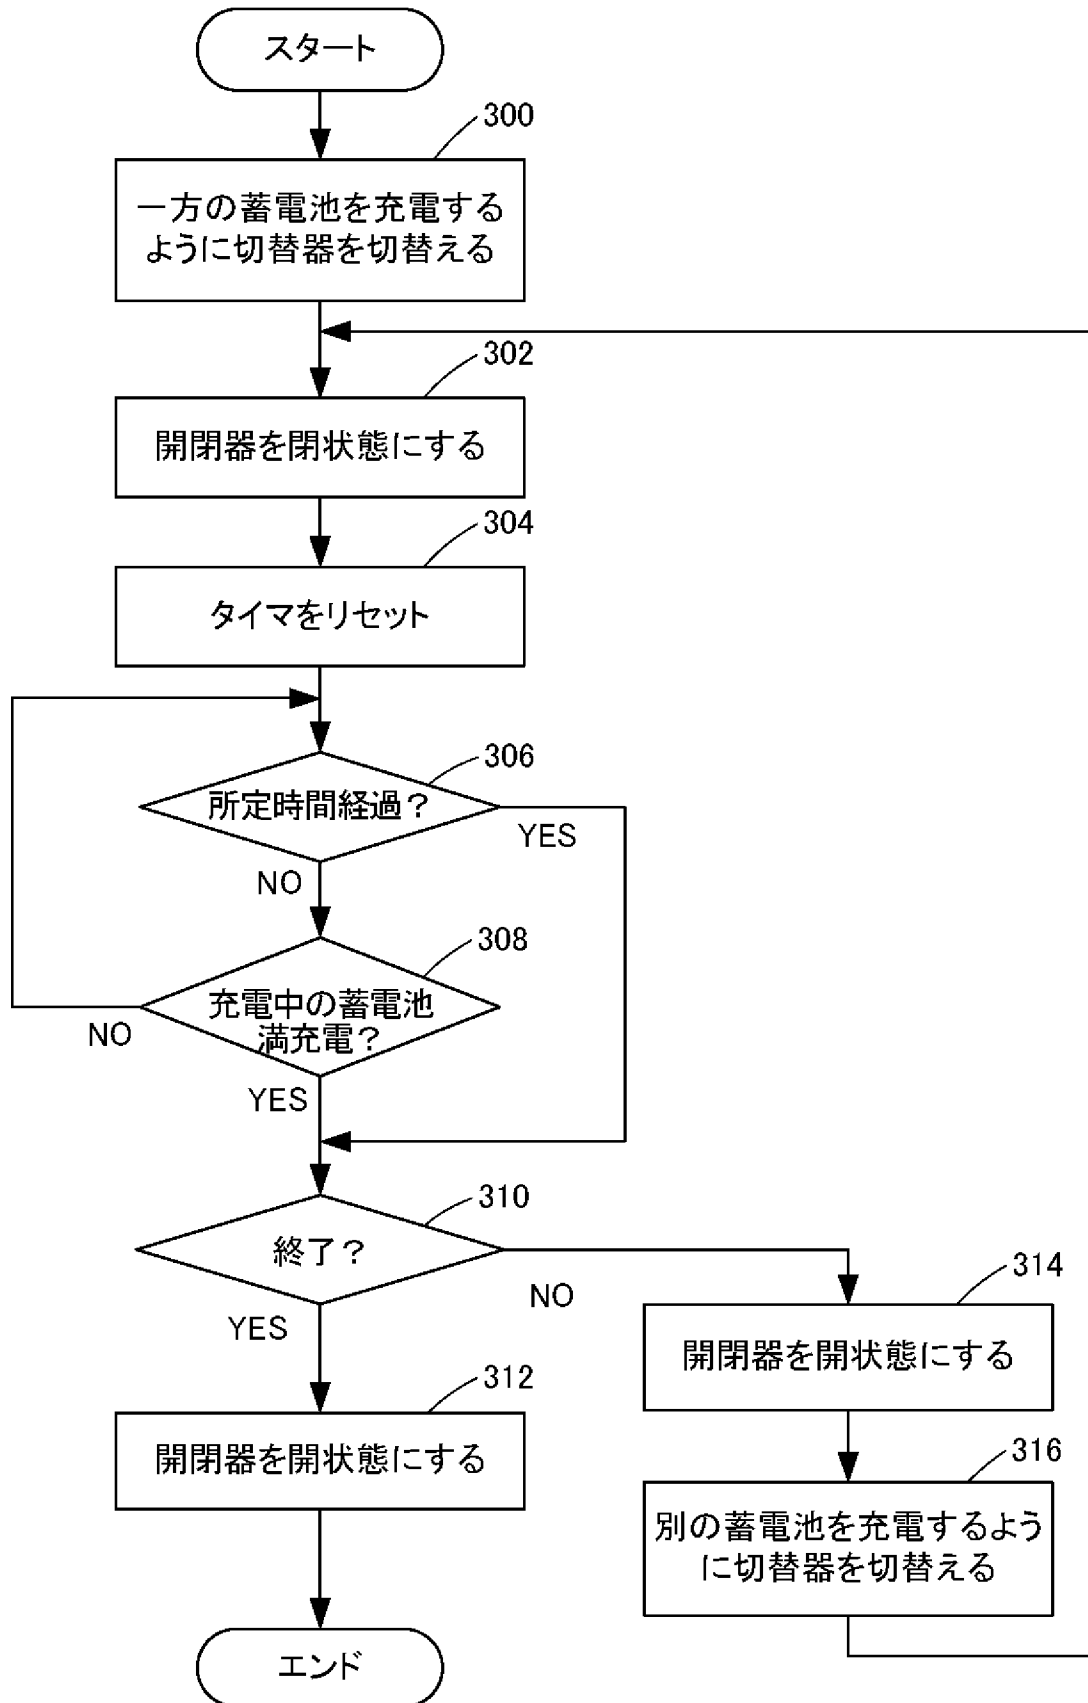 スタート
300
一方の蓄電池を充電する
ように切替器を切替える
302
開閉器を閉状態にする
304
タイマをリセット
306
所定時間経過?
YES
NO
308
充電中の蓄電池
満充電?
NO
YES
310
終了?
NO
YES
314
開閉器を開状態にする
312
開閉器を開状態にする
316
別の蓄電池を充電するよう
に切替器を切替える
エンド